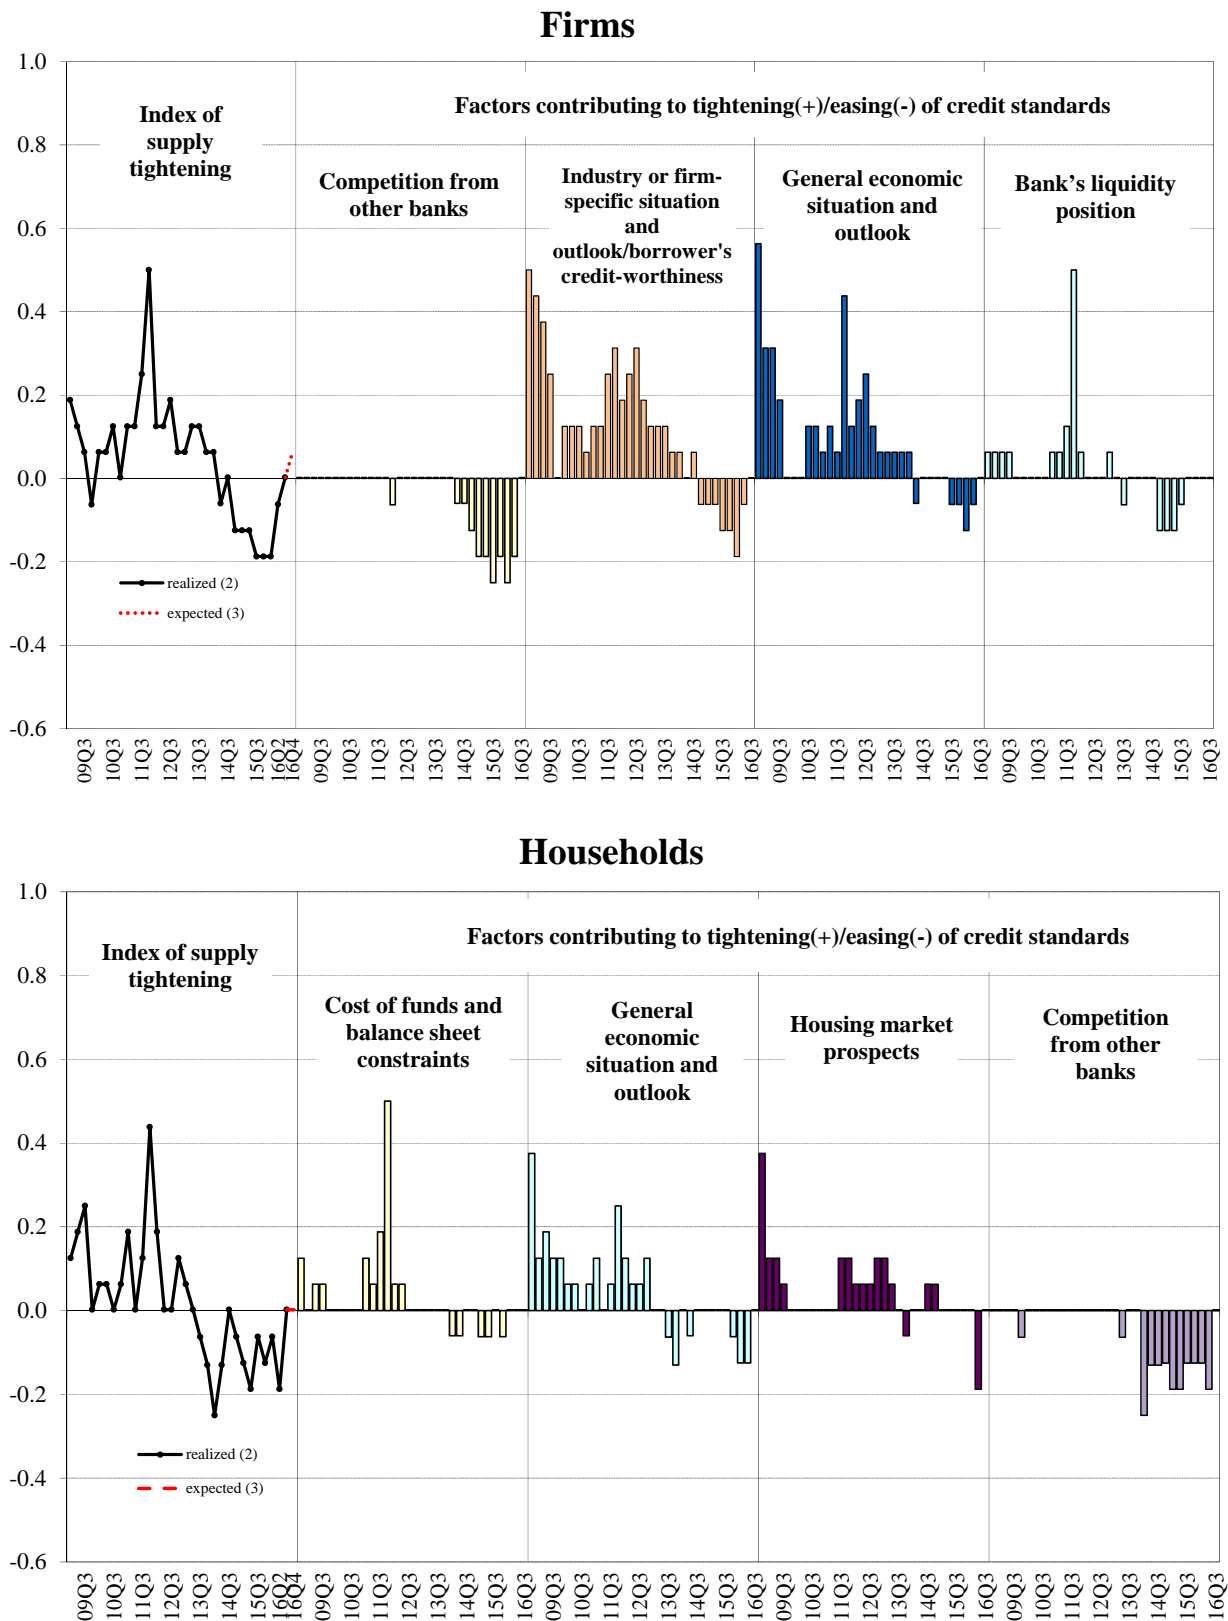 Firms
1.0
0.8
0.6
0.4
0.2
0.0
-0.2
-0.4
-0.6
Index of
supply
tightening
Factors contributing to tightening(+)/easing(-) of credit standards
Competition from
other banks
Industry or firm-
specific situation
and
outlook/borrower's
credit-worthiness
General economic
situation and
outlook
Bank’s liquidity
position
realized (2)
expected (3)
09Q3
10Q3
11Q3
12Q3
13Q3
14Q3
15Q3
16Q2
16Q4
09Q3
10Q3
11Q3
12Q3
13Q3
14Q3
15Q3
16Q3
09Q3
10Q3
11Q3
12Q3
13Q3
14Q3
15Q3
16Q3
09Q3
10Q3
11Q3
12Q3
13Q3
14Q3
15Q3
16Q3
09Q3
10Q3
11Q3
12Q3
13Q3
14Q3
15Q3
16Q3
Households
1.0
0.8
0.6
0.4
0.2
0.0
-0.2
-0.4
-0.6
Index of supply
tightening
Factors contributing to tightening(+)/easing(-) of credit standards
Cost of funds and
balance sheet
constraints
General
economic
situation and
outlook
Housing market
prospects
Competition
from other
banks
realized (2)
expected (3)
09Q3
10Q3
11Q3
12Q3
13Q3
14Q3
15Q3
16Q2
16Q4
09Q3
10Q3
11Q3
12Q3
13Q3
14Q3
15Q3
16Q3
09Q3
10Q3
11Q3
12Q3
13Q3
14Q3
15Q3
16Q3
09Q3
10Q3
11Q3
12Q3
13Q3
14Q3
15Q3
16Q3
09Q3
10Q3
11Q3
12Q3
13Q3
14Q3
15Q3
16Q3